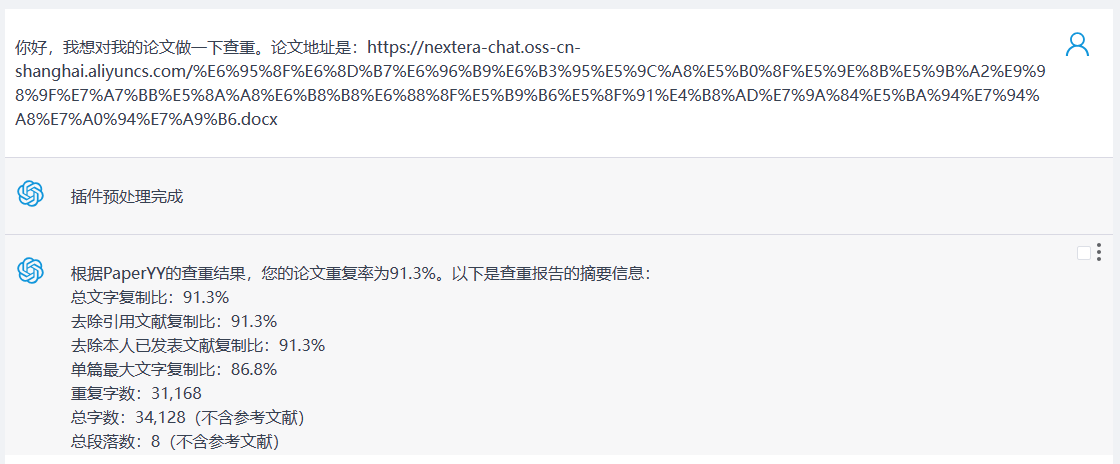 你好，我想对我的论文做一下查重。论文地址是：https://nextera-chat.oss-cn-
shanghai.aliyuncs.com/%E6%95%8F%E6%8D%B7%E6%96%B9%E6%B3%95%E5%9C%A8%E5%B0%8F%E5%9E%8B%E5%9B%A2%E9%9
8%9F%E7%A7%BB%E5%8A%A8%E6%B8%B8%E6%88%8F%E5%B9%B6%E5%8F%91%E4%B8%AD%E7%9A%84%E5%BA%94%E7%94%
A8%E7%A0%94%E7%A9%B6.docx
插件预处理完成
根据PaperYY的查重结果，您的论文重复率为91.3%。以下是查重报告的摘要信息：
总文字复制比：91.3%
去除引用文献复制比：91.3%
去除本人已发表文献复制比：91.3%
单篇最大文字复制比：86.8%
重复字数：31,168
总字数：34,128（不含参考文献）
总段落数：8（不含参考文献）